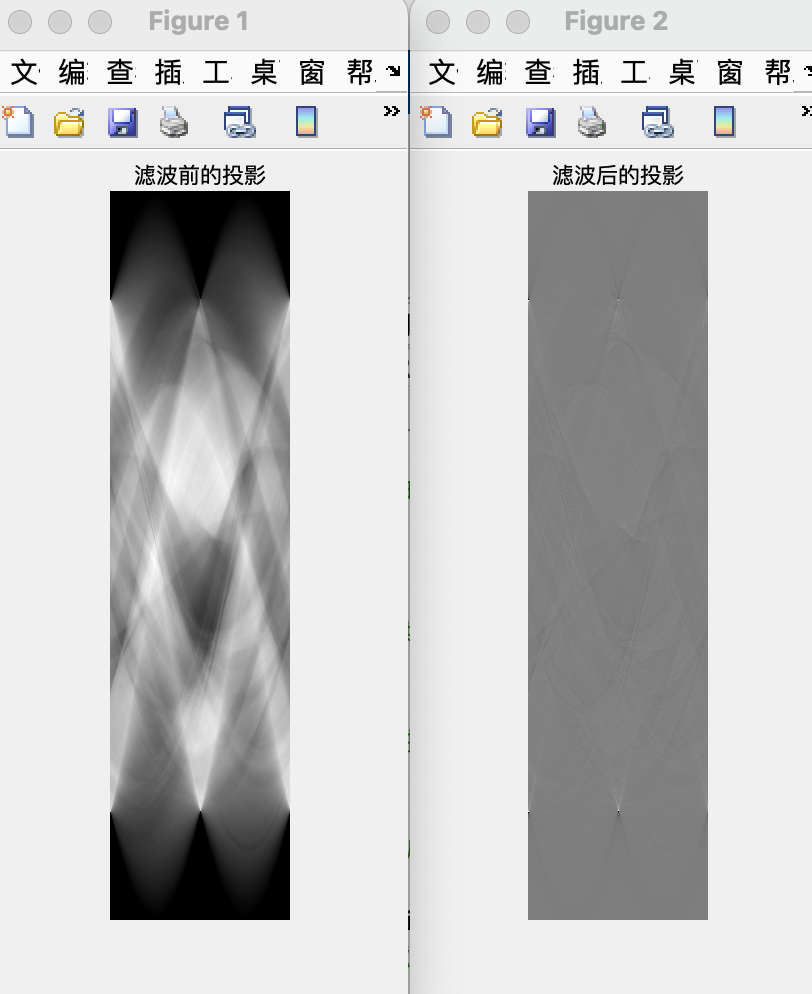 Figure 1
文 编 查 插 工 桌 窗 帮
滤波前的投影
Figure 2
文 编 查 插 工 桌 窗 帮
滤波后的投影